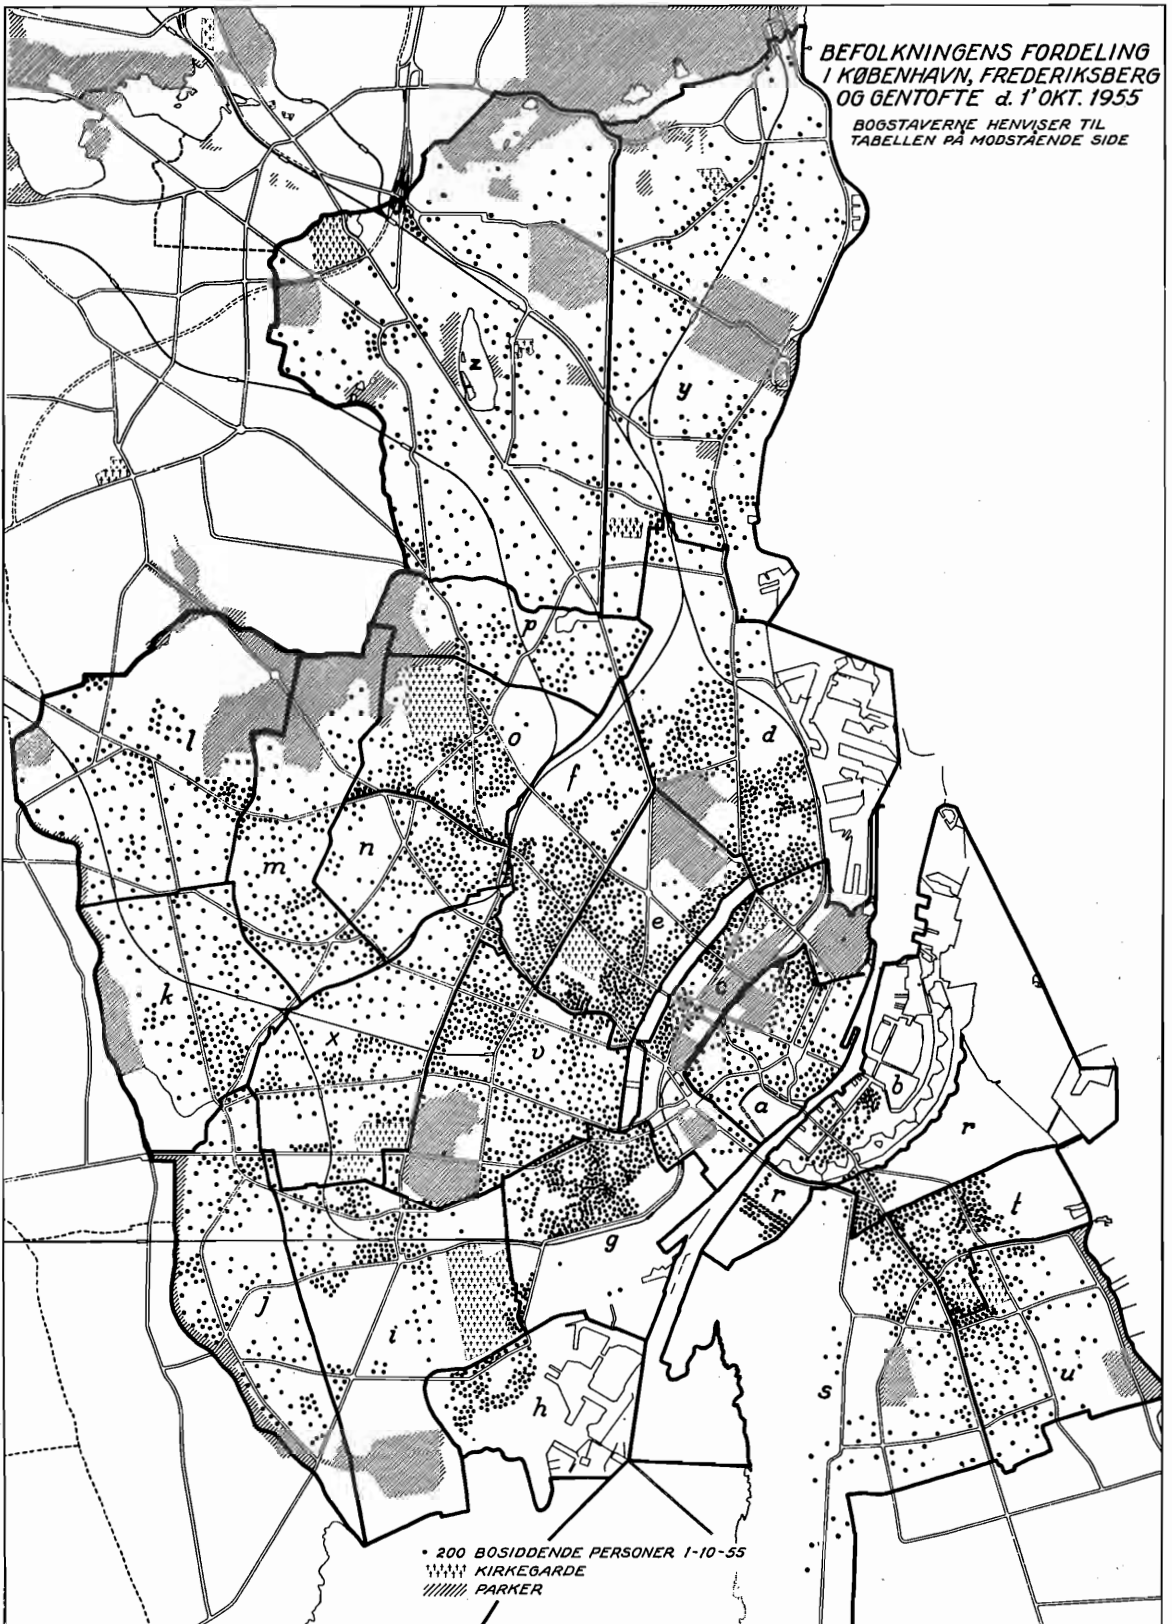 BEFOLKNINGENS FORDELING
I KØBENHAVN, FREDERIKSBERG
OG GENTOFTE d. 1' OKT. 1955
BOGSTAVERNE HENVISER TIL
TABELLEN PÅ MODSTÅENDE SIDE
z
y
p
l
o
f
d
m
n
e
k
c
x
v
b
a
r
r
t
g
j
i
s
u
h
• 200 BOSIDDENDE PERSONER 1-10-55
KIRKEGARDE
PARKER